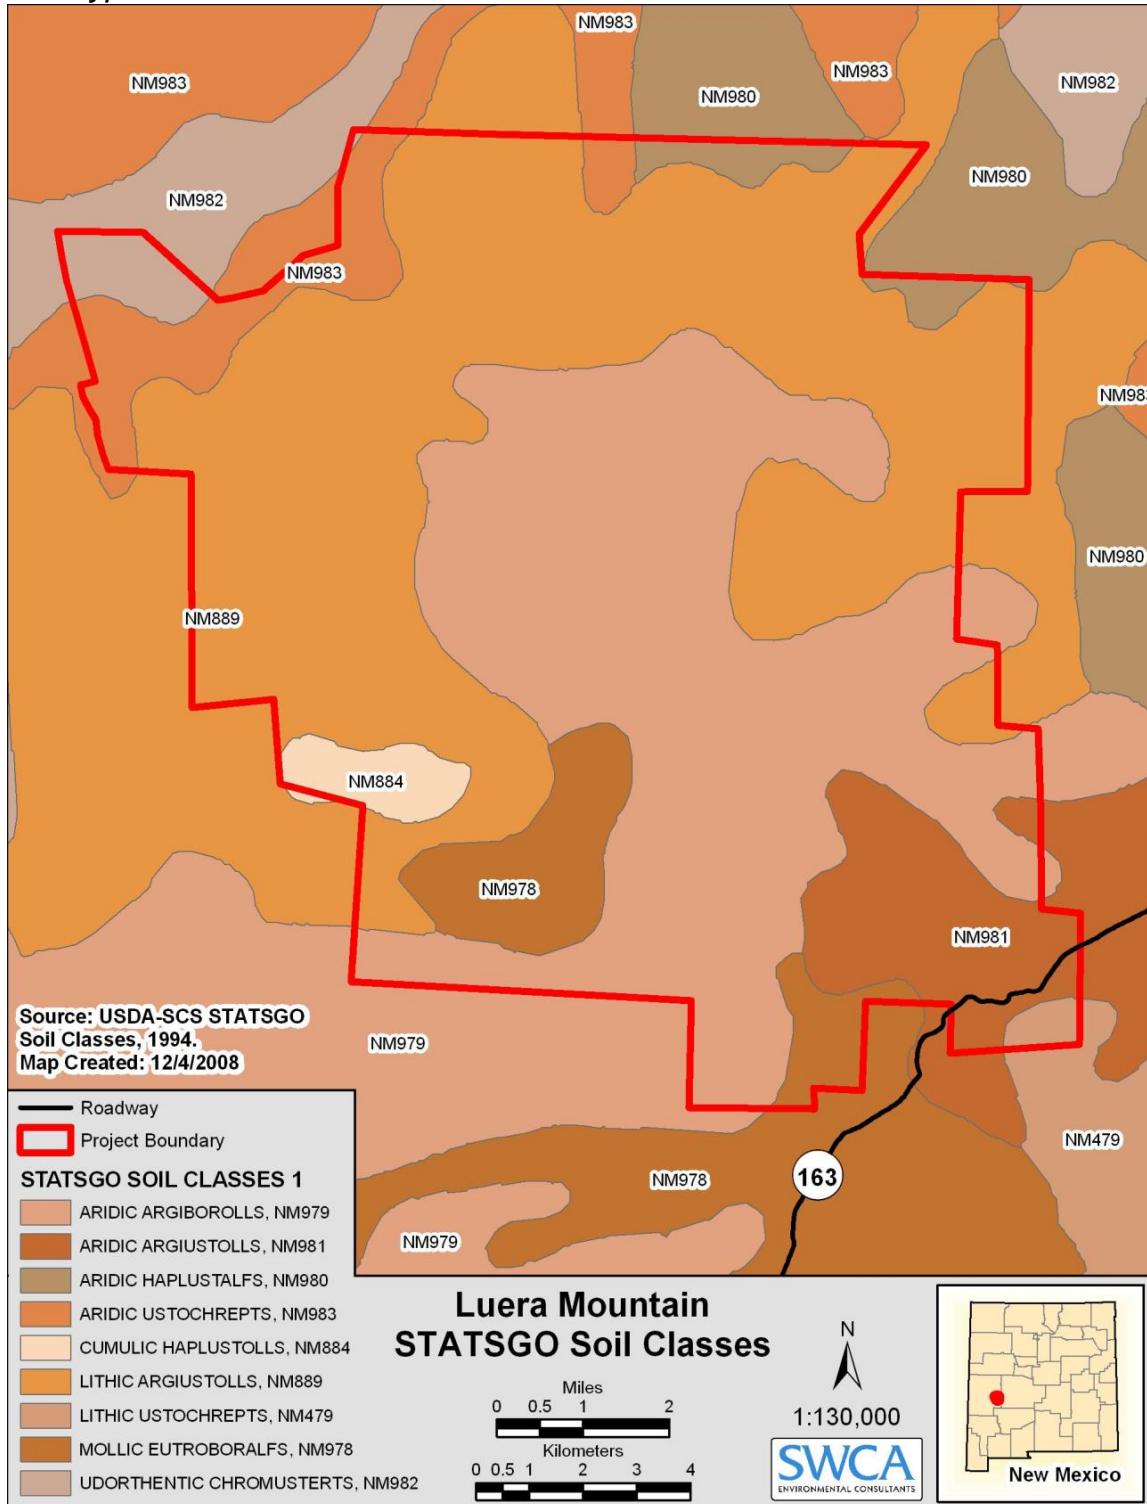 NM983
NM983
NM983
NM980
NM982
NM980
NM982
NM983
NM983
NM980
NM889
NM884
NM978
NM981
NM979
NM479
NM978
163
NM979
Source: USDA-SCS STATSGO
Soil Classes, 1994.
Map Created: 12/4/2008
Roadway
Project Boundary
STATSGO SOIL CLASSES 1
ARIDIC ARGIBOROLLS, NM979
ARIDIC ARGIUSTOLLS, NM981
ARIDIC HAPLUSTALFS, NM980
ARIDIC USTOCHREPTS, NM983
CUMULIC HAPLUSTOLLS, NM884
LITHIC ARGIUSTOLLS, NM889
LITHIC USTOCHREPTS, NM479
MOLLIC EUTROBORALFS, NM978
UDORTHENTIC CHROMUSTERTS, NM982
Luera Mountain
STATSGO Soil Classes
Miles
0 0.5 1 2
Kilometers
0 0.5 1 2 3 4
N
1:130,000
SWCA
ENVIRONMENTAL CONSULTANTS
New Mexico